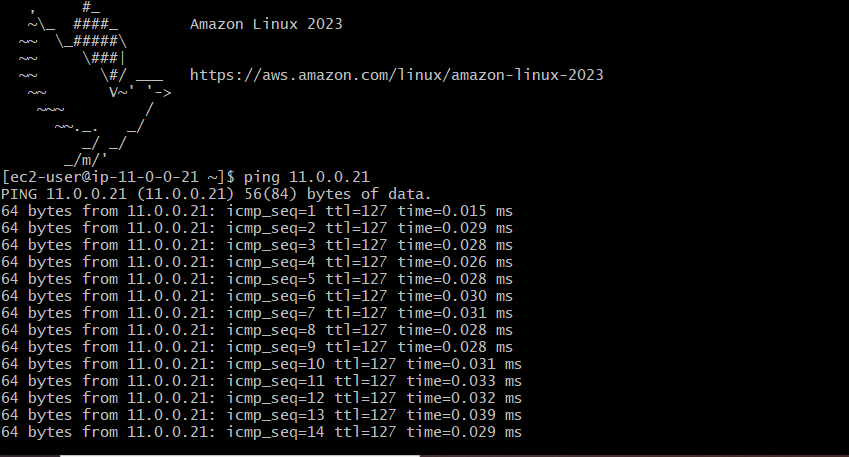 ,     #_
   ~\_  ####_        Amazon Linux 2023
  ~~  \_#####\
  ~~     \###|
  ~~       \#/ ___   https://aws.amazon.com/linux/amazon-linux-2023
   ~~       V~' '->
    ~~~         /
      ~~._.   _/
         _/ _/
       _/m/'
[ec2-user@ip-11-0-0-21 ~]$ ping 11.0.0.21
PING 11.0.0.21 (11.0.0.21) 56(84) bytes of data.
64 bytes from 11.0.0.21: icmp_seq=1 ttl=127 time=0.015 ms
64 bytes from 11.0.0.21: icmp_seq=2 ttl=127 time=0.029 ms
64 bytes from 11.0.0.21: icmp_seq=3 ttl=127 time=0.028 ms
64 bytes from 11.0.0.21: icmp_seq=4 ttl=127 time=0.026 ms
64 bytes from 11.0.0.21: icmp_seq=5 ttl=127 time=0.028 ms
64 bytes from 11.0.0.21: icmp_seq=6 ttl=127 time=0.030 ms
64 bytes from 11.0.0.21: icmp_seq=7 ttl=127 time=0.031 ms
64 bytes from 11.0.0.21: icmp_seq=8 ttl=127 time=0.028 ms
64 bytes from 11.0.0.21: icmp_seq=9 ttl=127 time=0.028 ms
64 bytes from 11.0.0.21: icmp_seq=10 ttl=127 time=0.031 ms
64 bytes from 11.0.0.21: icmp_seq=11 ttl=127 time=0.033 ms
64 bytes from 11.0.0.21: icmp_seq=12 ttl=127 time=0.032 ms
64 bytes from 11.0.0.21: icmp_seq=13 ttl=127 time=0.039 ms
64 bytes from 11.0.0.21: icmp_seq=14 ttl=127 time=0.029 ms